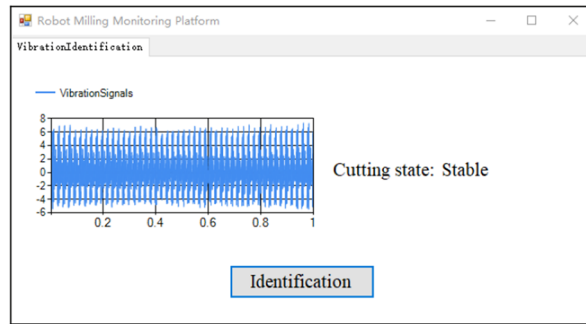 Robot Milling Monitoring Platform
VibrationIdentification
VibrationSignals
8
6
4
2
0
-2
-4
-6
0.2 0.4 0.6 0.8 1
Cutting state: Stable
Identification